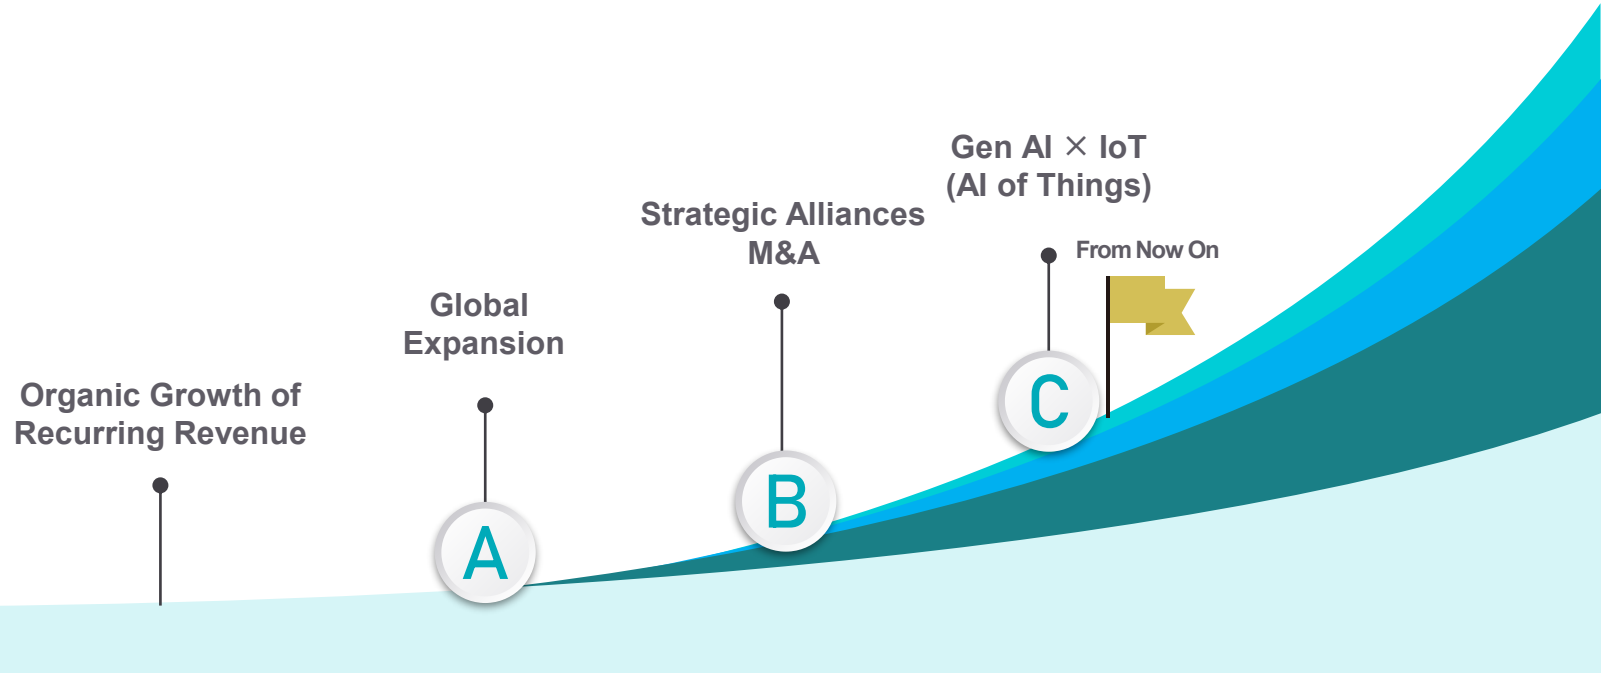 Organic Growth of
Recurring Revenue
Global
Expansion
A
Strategic Alliances
M&A
B
Gen AI × IoT
(AI of Things)
C
From Now On